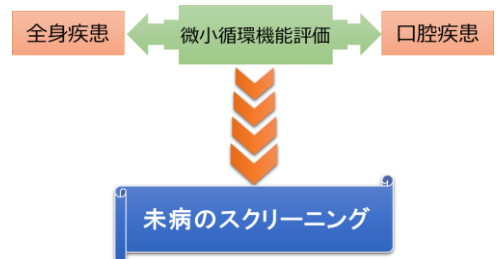 全身疾患
微小循環機能評価
口腔疾患
未病のスクリーニング